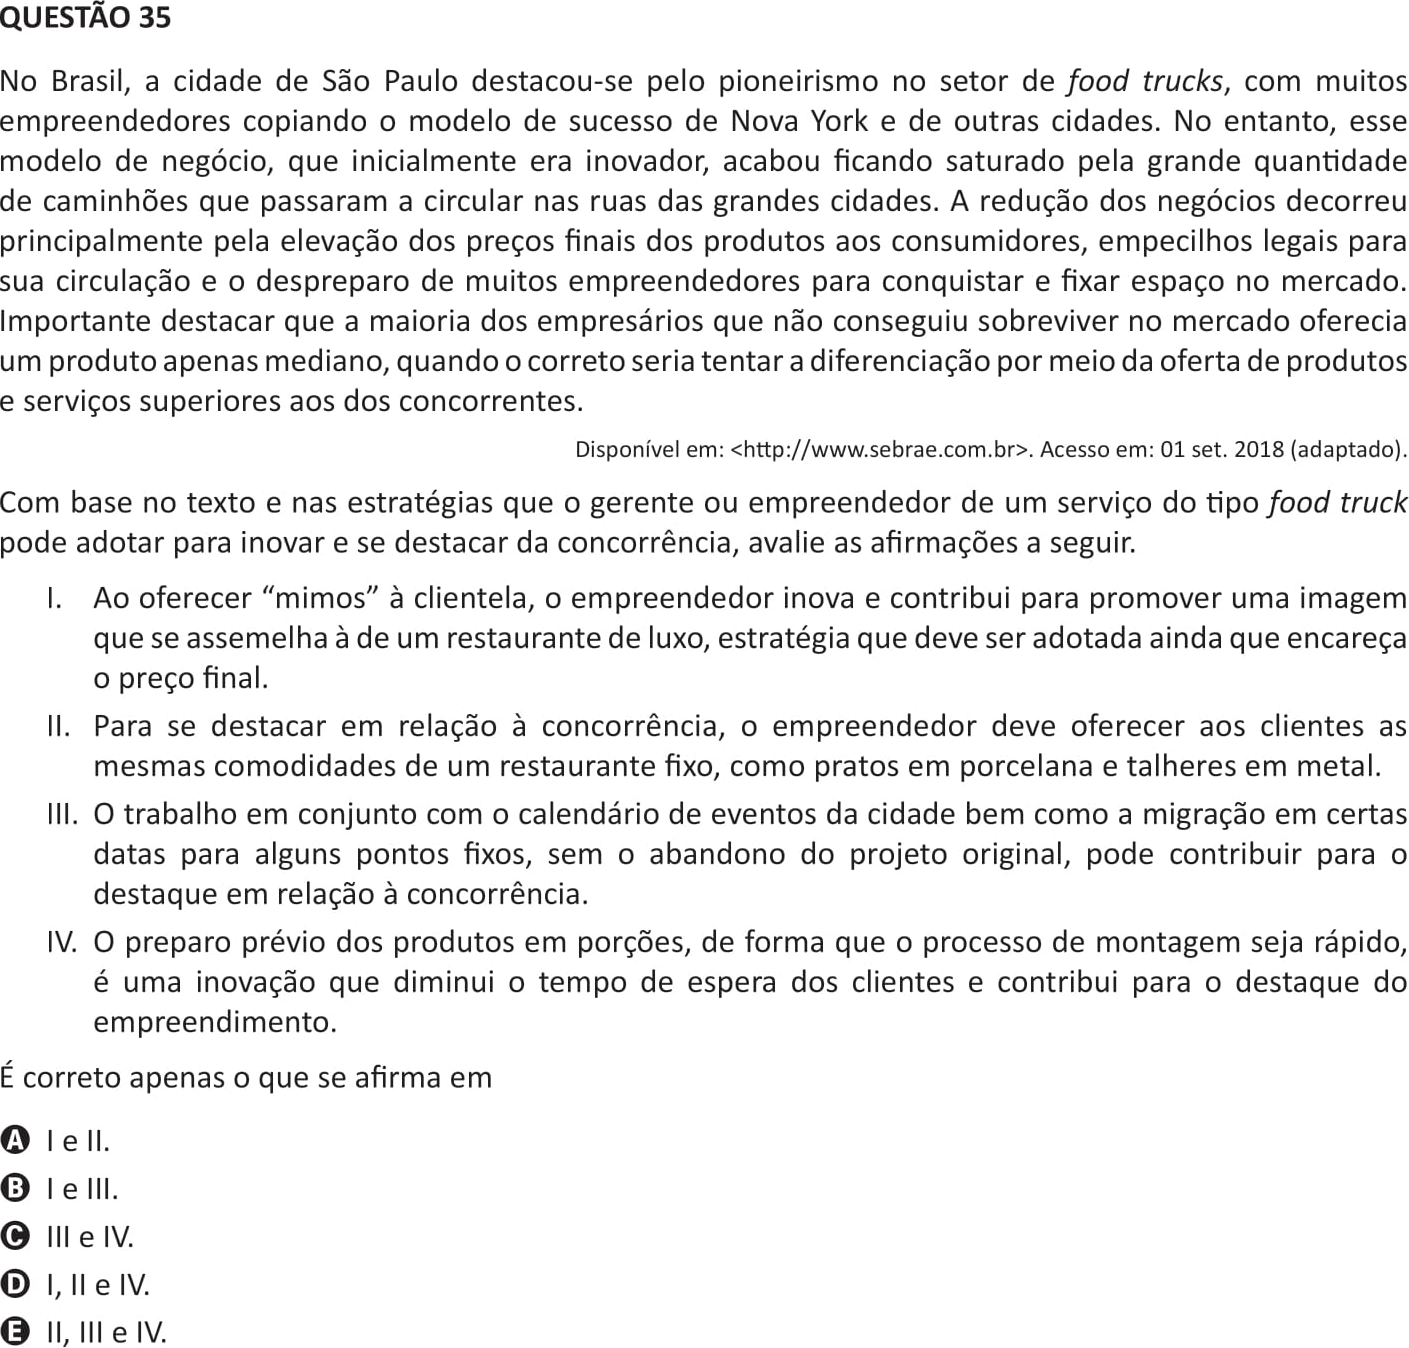 QUESTÃO 35
No Brasil, a cidade de São Paulo destacou-se pelo pioneirismo no setor de food trucks, com muitos
empreendedores copiando o modelo de sucesso de Nova York e de outras cidades. No entanto, esse
modelo de negócio, que inicialmente era inovador, acabou ficando saturado pela grande quantidade
de caminhões que passaram a circular nas ruas das grandes cidades. A redução dos negócios decorreu
principalmente pela elevação dos preços finais dos produtos aos consumidores, empecilhos legais para
sua circulação e o despreparo de muitos empreendedores para conquistar e fixar espaço no mercado.
Importante destacar que a maioria dos empresários que não conseguiu sobreviver no mercado oferecia
um produto apenas mediano, quando o correto seria tentar a diferenciação por meio da oferta de produtos
e serviços superiores aos dos concorrentes.
Disponível em: <http://www.sebrae.com.br>. Acesso em: 01 set. 2018 (adaptado).
Com base no texto e nas estratégias que o gerente ou empreendedor de um serviço do tipo food truck
pode adotar para inovar e se destacar da concorrência, avalie as afirmações a seguir.
I. Ao oferecer “mimos” à clientela, o empreendedor inova e contribui para promover uma imagem
que se assemelha à de um restaurante de luxo, estratégia que deve ser adotada ainda que encareça
o preço final.
II. Para se destacar em relação à concorrência, o empreendedor deve oferecer aos clientes as
mesmas comodidades de um restaurante fixo, como pratos em porcelana e talheres em metal.
III. O trabalho em conjunto com o calendário de eventos da cidade bem como a migração em certas
datas para alguns pontos fixos, sem o abandono do projeto original, pode contribuir para o
destaque em relação à concorrência.
IV. O preparo prévio dos produtos em porções, de forma que o processo de montagem seja rápido,
é uma inovação que diminui o tempo de espera dos clientes e contribui para o destaque do
empreendimento.
É correto apenas o que se afirma em
A I e II.
B I e III.
C III e IV.
D I, II e IV.
E II, III e IV.